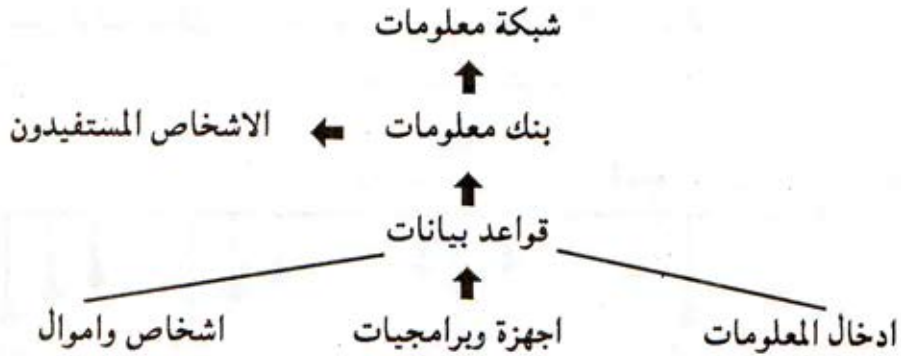 شبكة معلومات
بنك معلومات
الاشخاص المستفيدون
قواعد بيانات
ادخال المعلومات
اجهزة وبرامجيات
اشخاص واموال